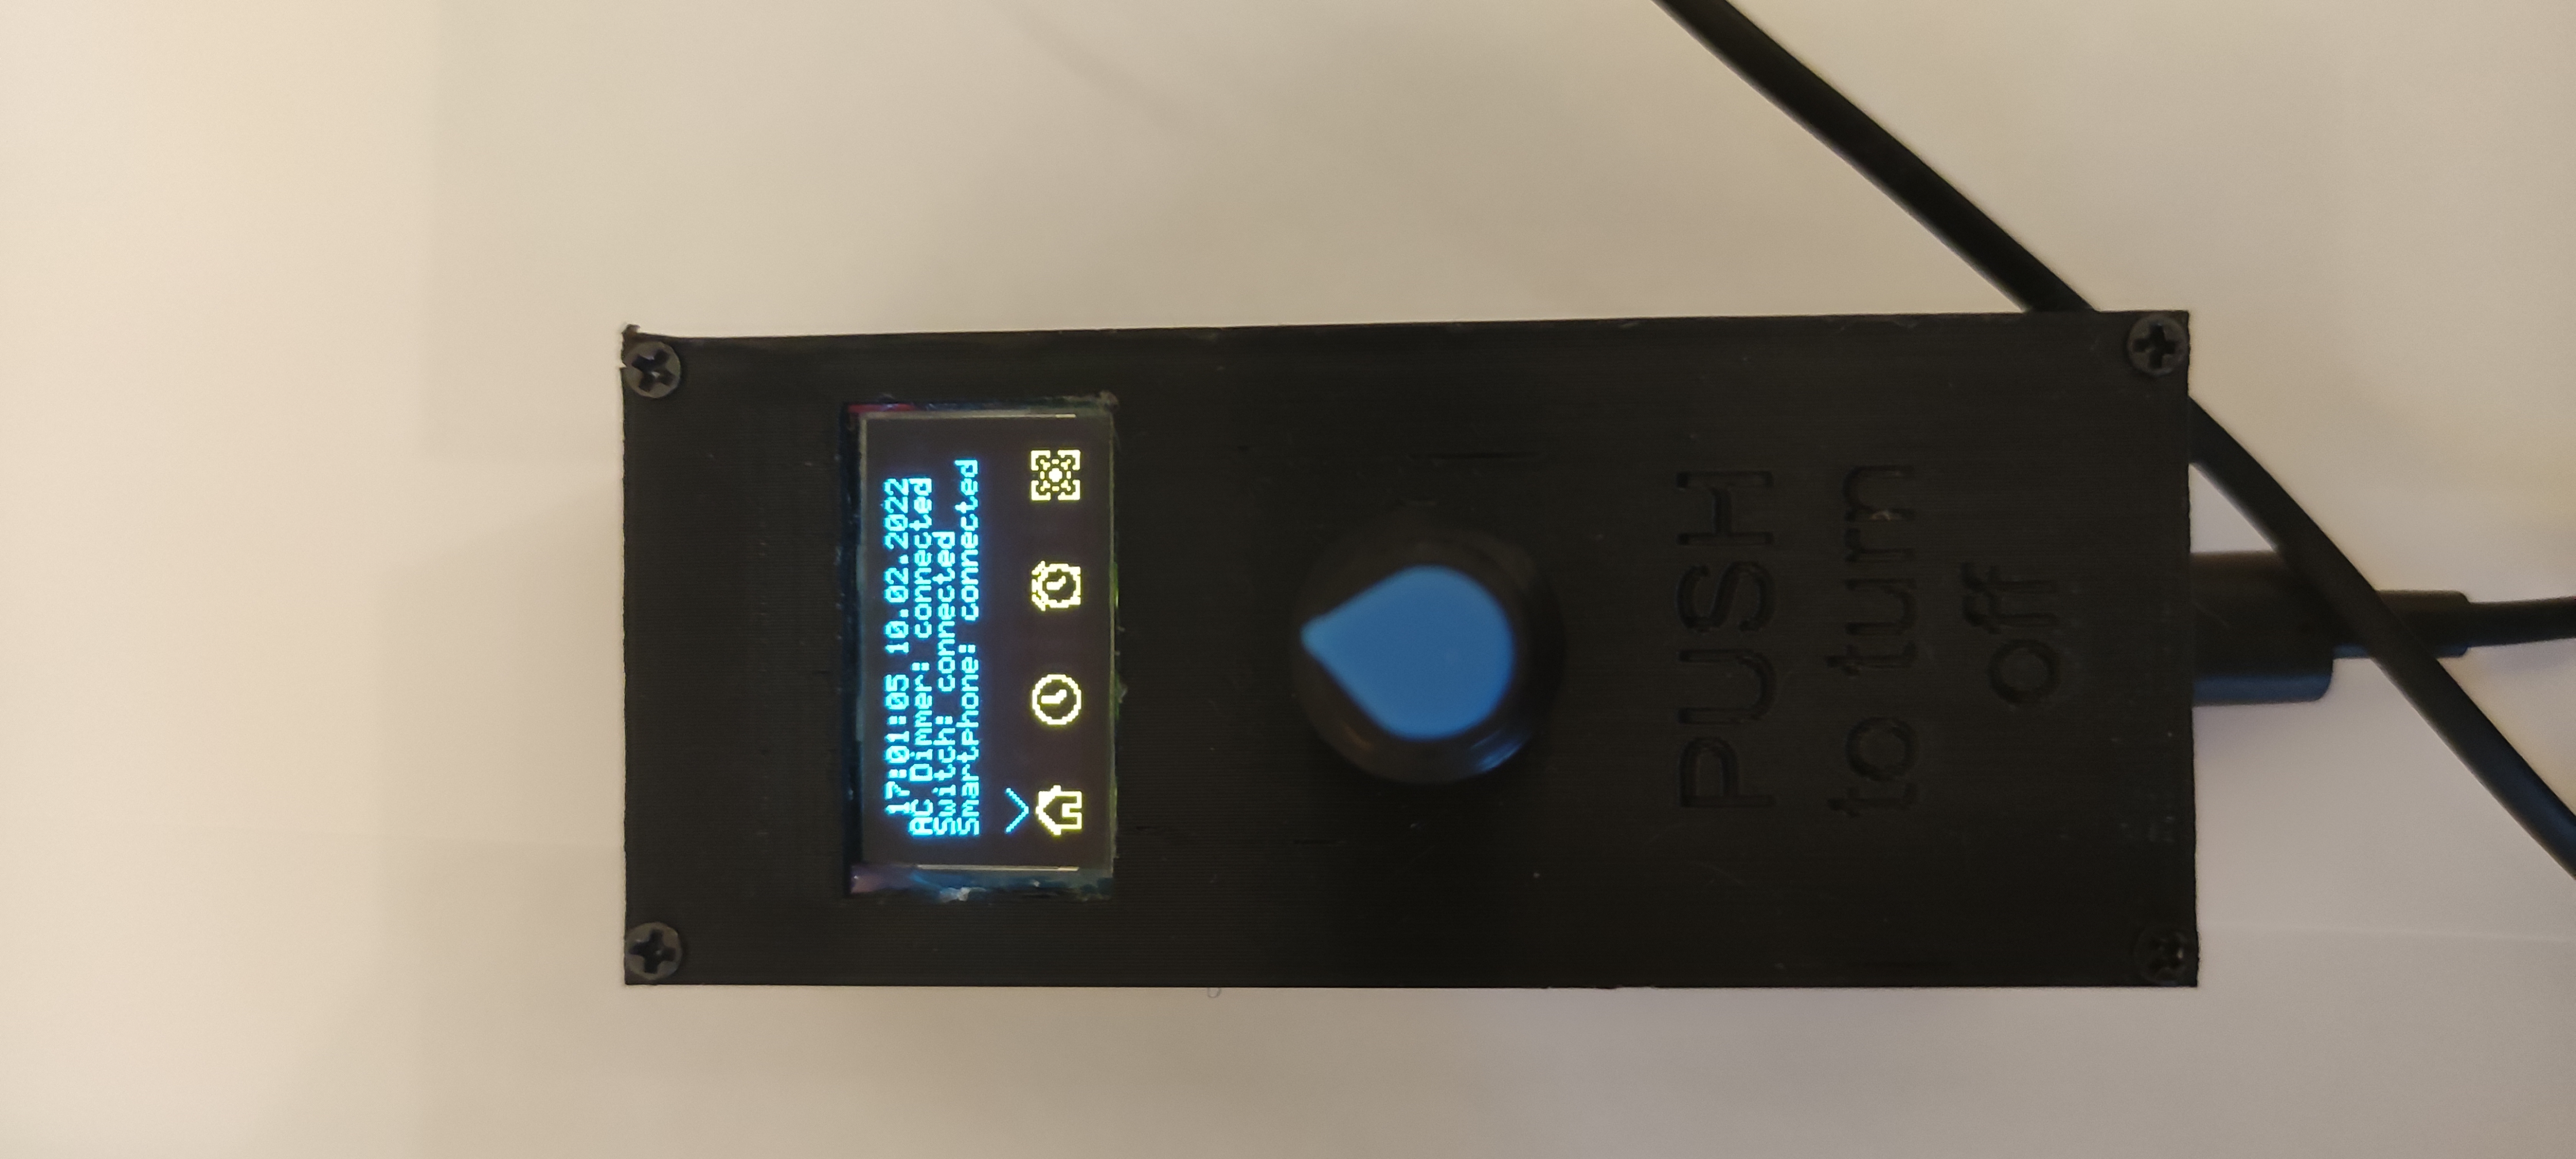 17:01:05 10.02.2022
AC Dimmer: connected
Switch: connected
Smartphone: connected
PUSH
to turn
off